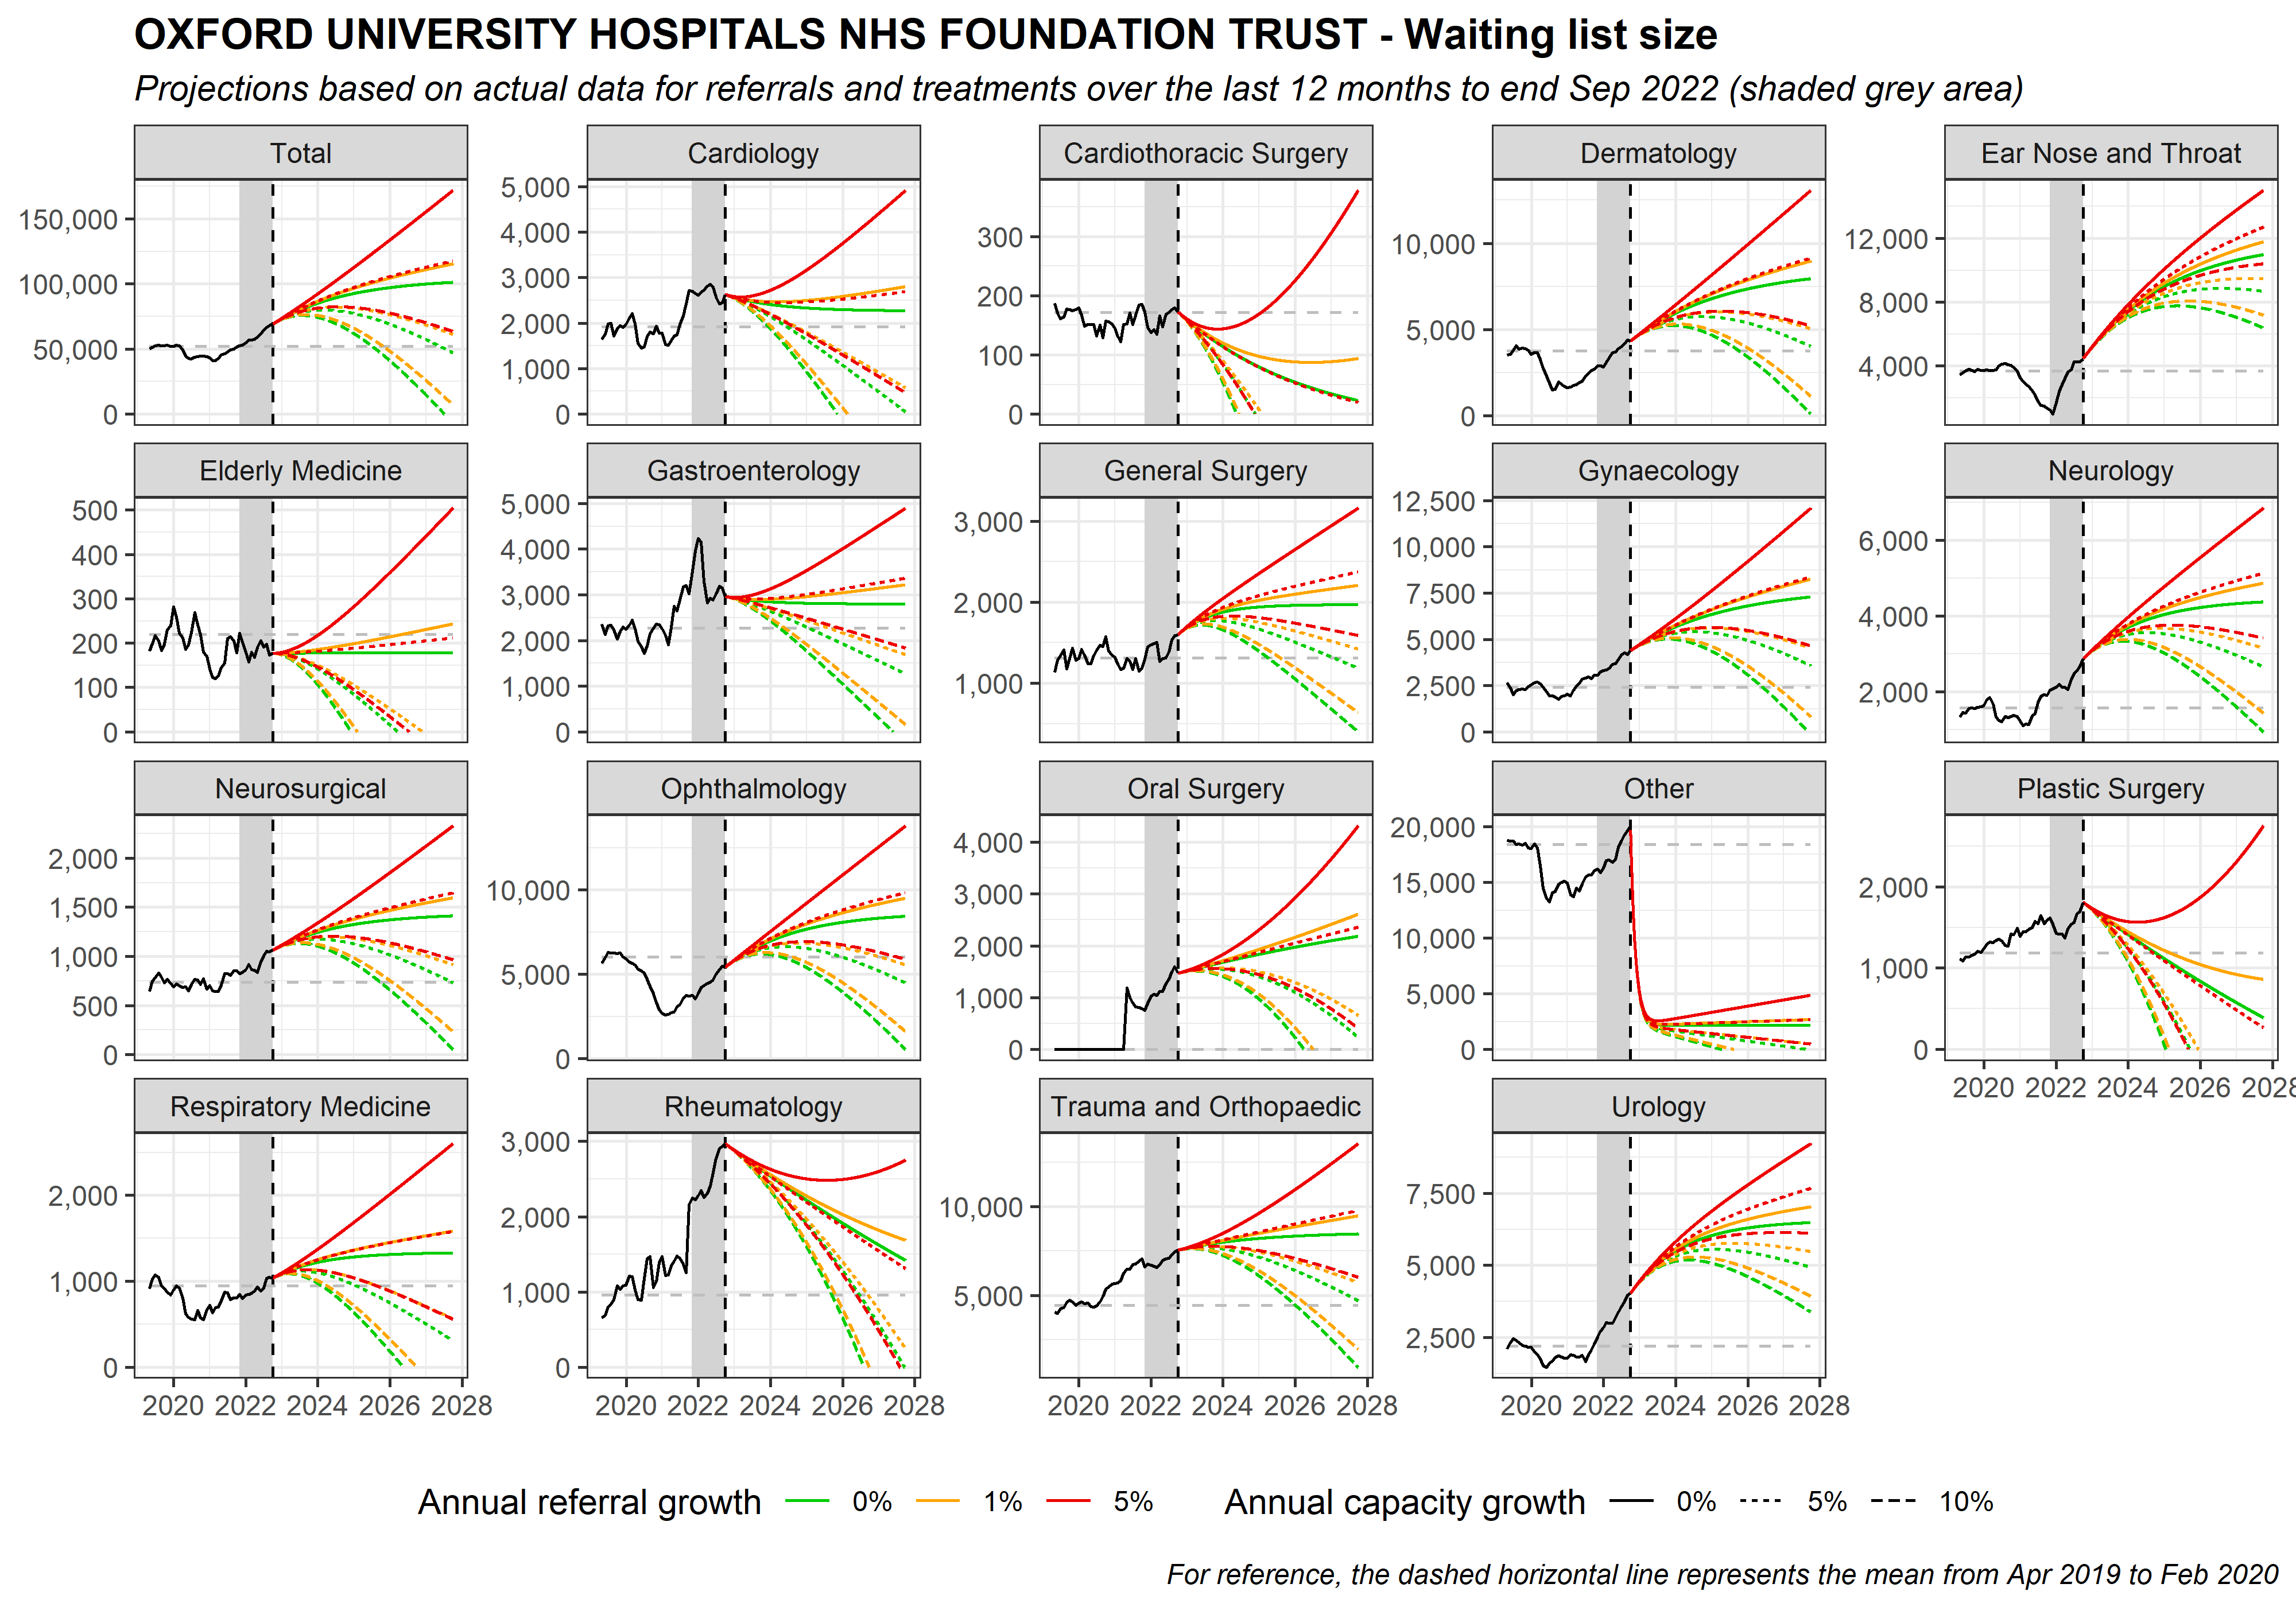 OXFORD UNIVERSITY HOSPITALS NHS FOUNDATION TRUST - Waiting list size
Projections based on actual data for referrals and treatments over the last 12 months to end Sep 2022 (shaded grey area)
Total
150,000
100,000
50,000
0
Cardiology
5,000
4,000
3,000
2,000
1,000
0
Cardiothoracic Surgery
300
200
100
0
Dermatology
10,000
5,000
0
Ear Nose and Throat
12,000
8,000
4,000
Elderly Medicine
500
400
300
200
100
0
Gastroenterology
5,000
4,000
3,000
2,000
1,000
0
General Surgery
3,000
2,000
1,000
Gynaecology
12,500
10,000
7,500
5,000
2,500
0
Neurology
6,000
4,000
2,000
Neurosurgical
2,000
1,500
1,000
500
0
Ophthalmology
10,000
5,000
0
Oral Surgery
4,000
3,000
2,000
1,000
0
Other
20,000
15,000
10,000
5,000
0
Plastic Surgery
2,000
1,000
0
2020 2022 2024 2026 2028
Respiratory Medicine
2,000
1,000
0
2020 2022 2024 2026 2028
Rheumatology
3,000
2,000
1,000
0
2020 2022 2024 2026 2028
Trauma and Orthopaedic
10,000
5,000
2020 2022 2024 2026 2028
Urology
7,500
5,000
2,500
2020 2022 2024 2026 2028
Annual referral growth 0% 1% 5% Annual capacity growth 0% 5% 10%
For reference, the dashed horizontal line represents the mean from Apr 2019 to Feb 2020